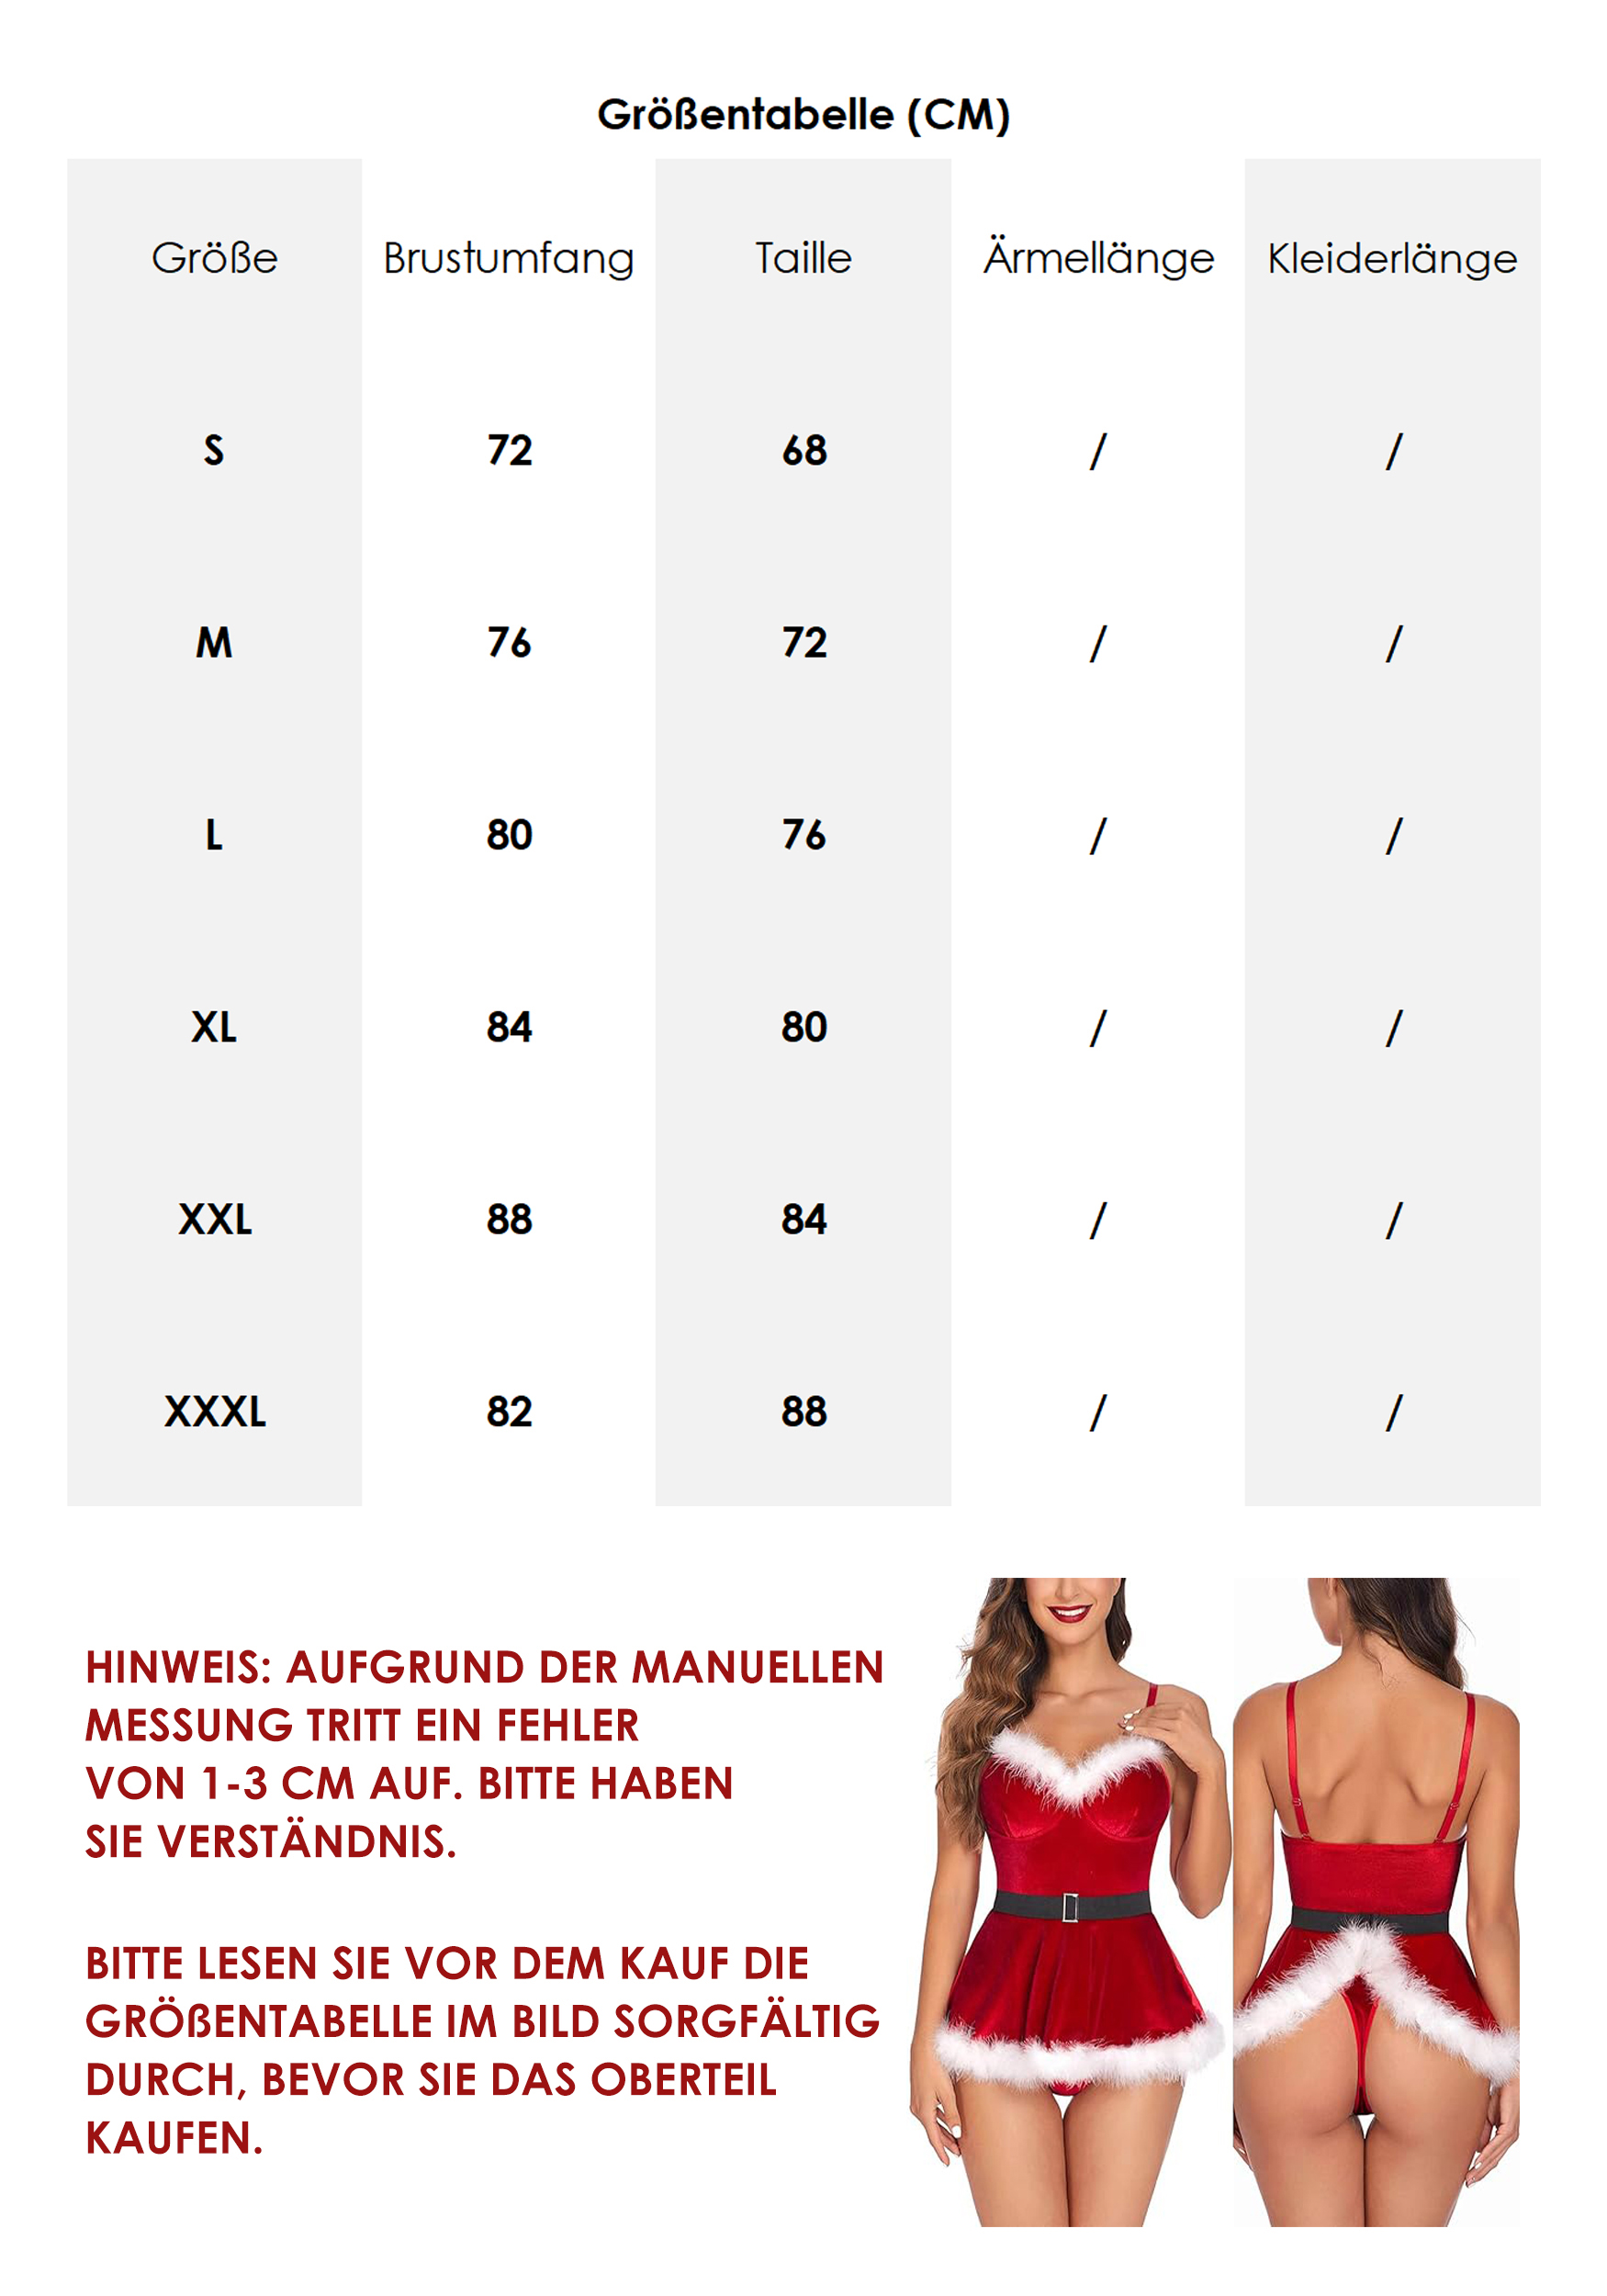 Größentabelle (CM)
Größe Brustumfang Taille Ärmellänge Kleiderlänge
S 72 68 / /
M 76 72 / /
L 80 76 / /
XL 84 80 / /
XXL 88 84 / /
XXXL 82 88 / /
HINWEIS: AUFGRUND DER MANUELLEN
MESSUNG TRITT EIN FEHLER
VON 1-3 CM AUF. BITTE HABEN
SIE VERSTÄNDNIS.
BITTE LESEN SIE VOR DEM KAUF DIE
GRÖßENTABELLE IM BILD SORGFÄLTIG
DURCH, BEVOR SIE DAS OBERTEIL
KAUFEN.